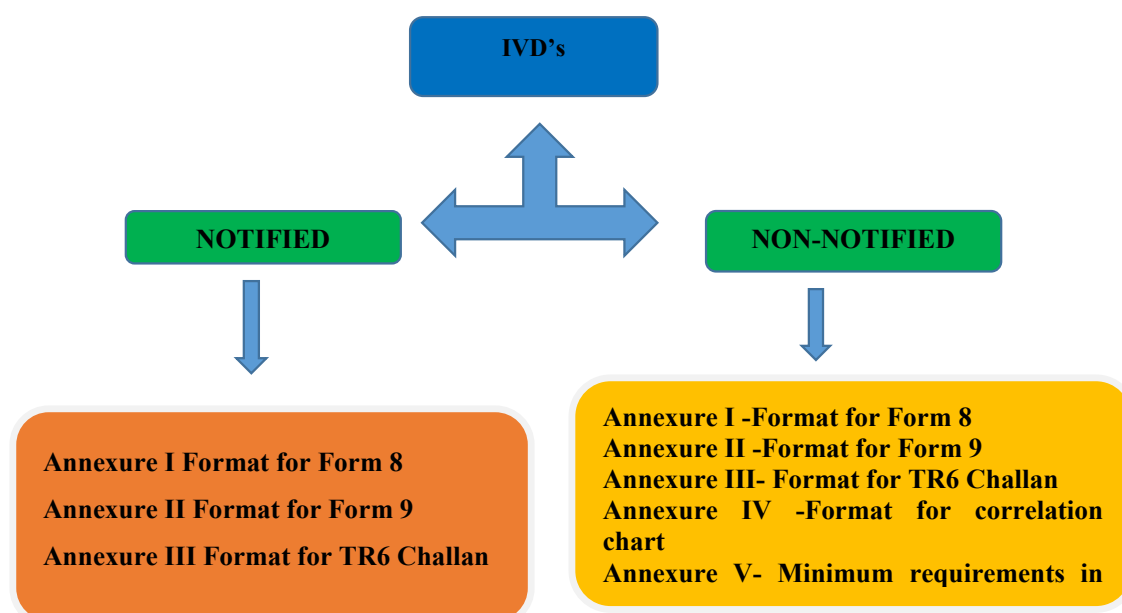 IVD's
NOTIFIED
NON-NOTIFIED
Annexure I Format for Form 8
Annexure II Format for Form 9
Annexure III Format for TR6 Challan
Annexure I -Format for Form 8
Annexure II -Format for Form 9
Annexure III- Format for TR6 Challan
Annexure IV -Format for correlation
chart
Annexure V- Minimum requirements in